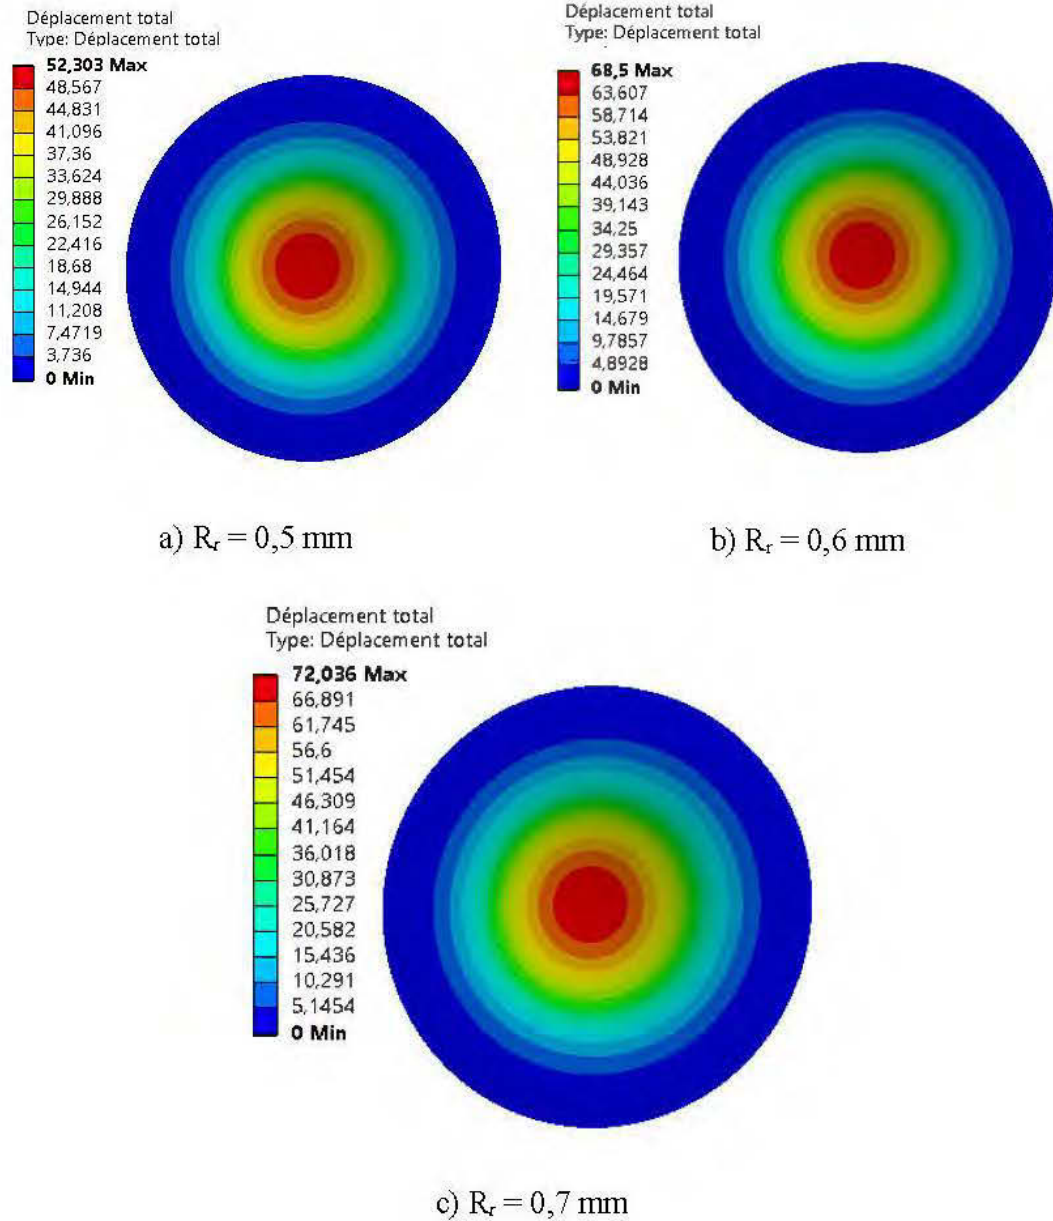 Déplacement total
Type: Déplacement total
52,303 Max
48,567
44,831
41,096
37,36
33,624
29,888
26,152
22,416
18,68
14,944
11,208
7,4719
3,736
0 Min
a) Rᵣ = 0,5 mm
Déplacement total
Type: Déplacement total
68,5 Max
63,607
58,714
53,821
48,928
44,036
39,143
34,25
29,357
24,464
19,571
14,679
9,7857
4,8928
0 Min
b) Rᵣ = 0,6 mm
Déplacement total
Type: Déplacement total
72,036 Max
66,891
61,745
56,6
51,454
46,309
41,164
36,018
30,873
25,727
20,582
15,436
10,291
5,1454
0 Min
c) Rᵣ = 0,7 mm